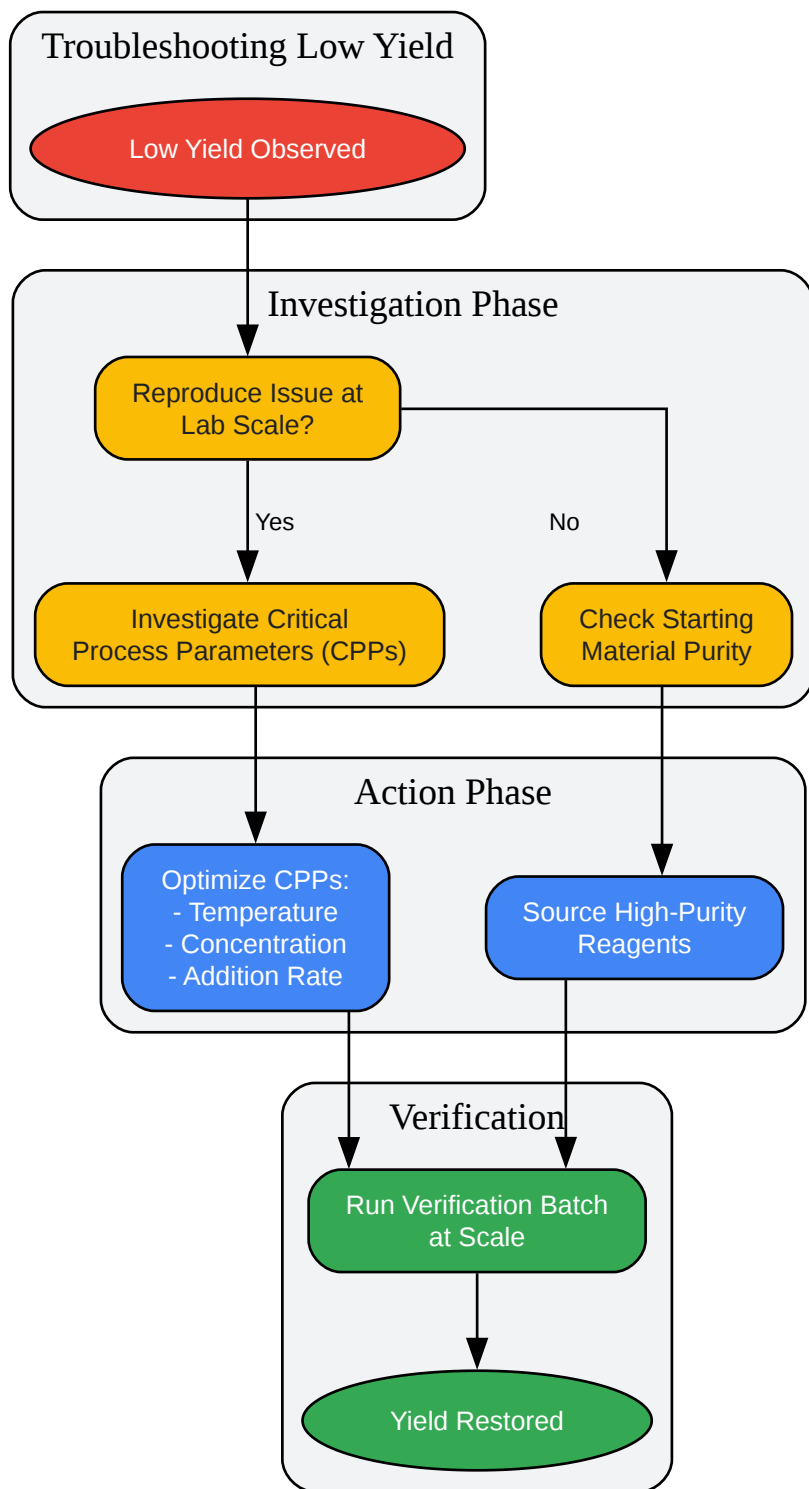 Troubleshooting Low Yield
Low Yield Observed
Investigation Phase
Reproduce Issue at
Lab Scale?
Yes
No
Investigate Critical
Process Parameters (CPPs)
Check Starting
Material Purity
Action Phase
Optimize CPPs:
- Temperature
- Concentration
- Addition Rate
Source High-Purity
Reagents
Verification
Run Verification Batch
at Scale
Yield Restored